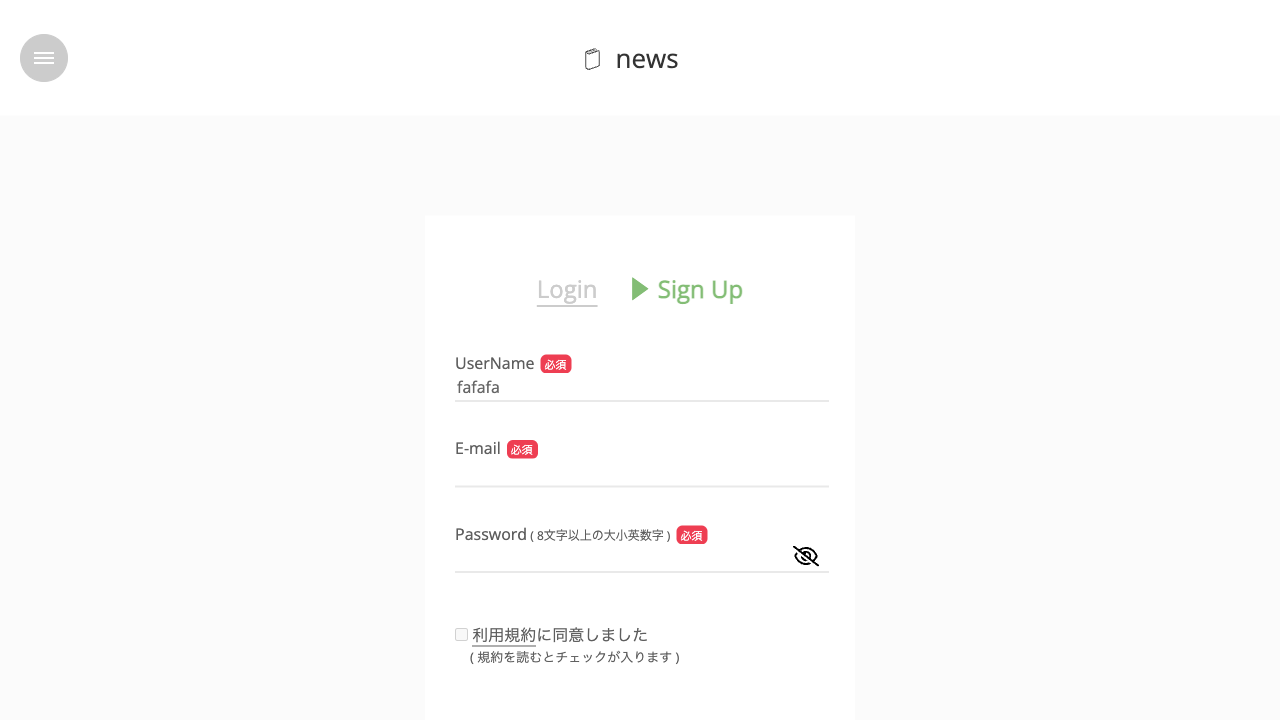 news
Login Sign Up
UserName 必須
fafafa
E-mail 必須
Password ( 8文字以上の大小英数字 ) 必須
利用規約に同意しました
( 規約を読むとチェックが入ります )